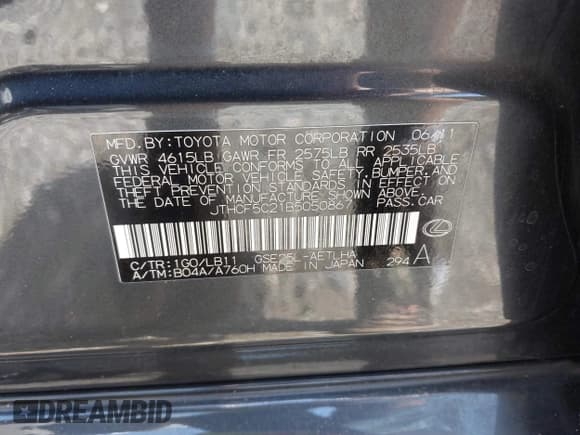 MFD. BY: TOYOTA MOTOR CORPORATION 06/11
GVWR 4615LB GAWR FR 2575LB RR 2535LB
THIS VEHICLE CONFORMS TO ALL APPLICABLE
FEDERAL MOTOR VEHICLE SAFETY, BUMPER, AND
THEFT PREVENTION STANDARDS IN EFFECT ON
THE DATE OF MANUFACTURE SHOWN ABOVE.
PASS. CAR
C/TR: 1G0/LB11 GSE25L-AETLHA
A/TM: B04A/A760H MADE IN JAPAN 294 A
DREAMBID